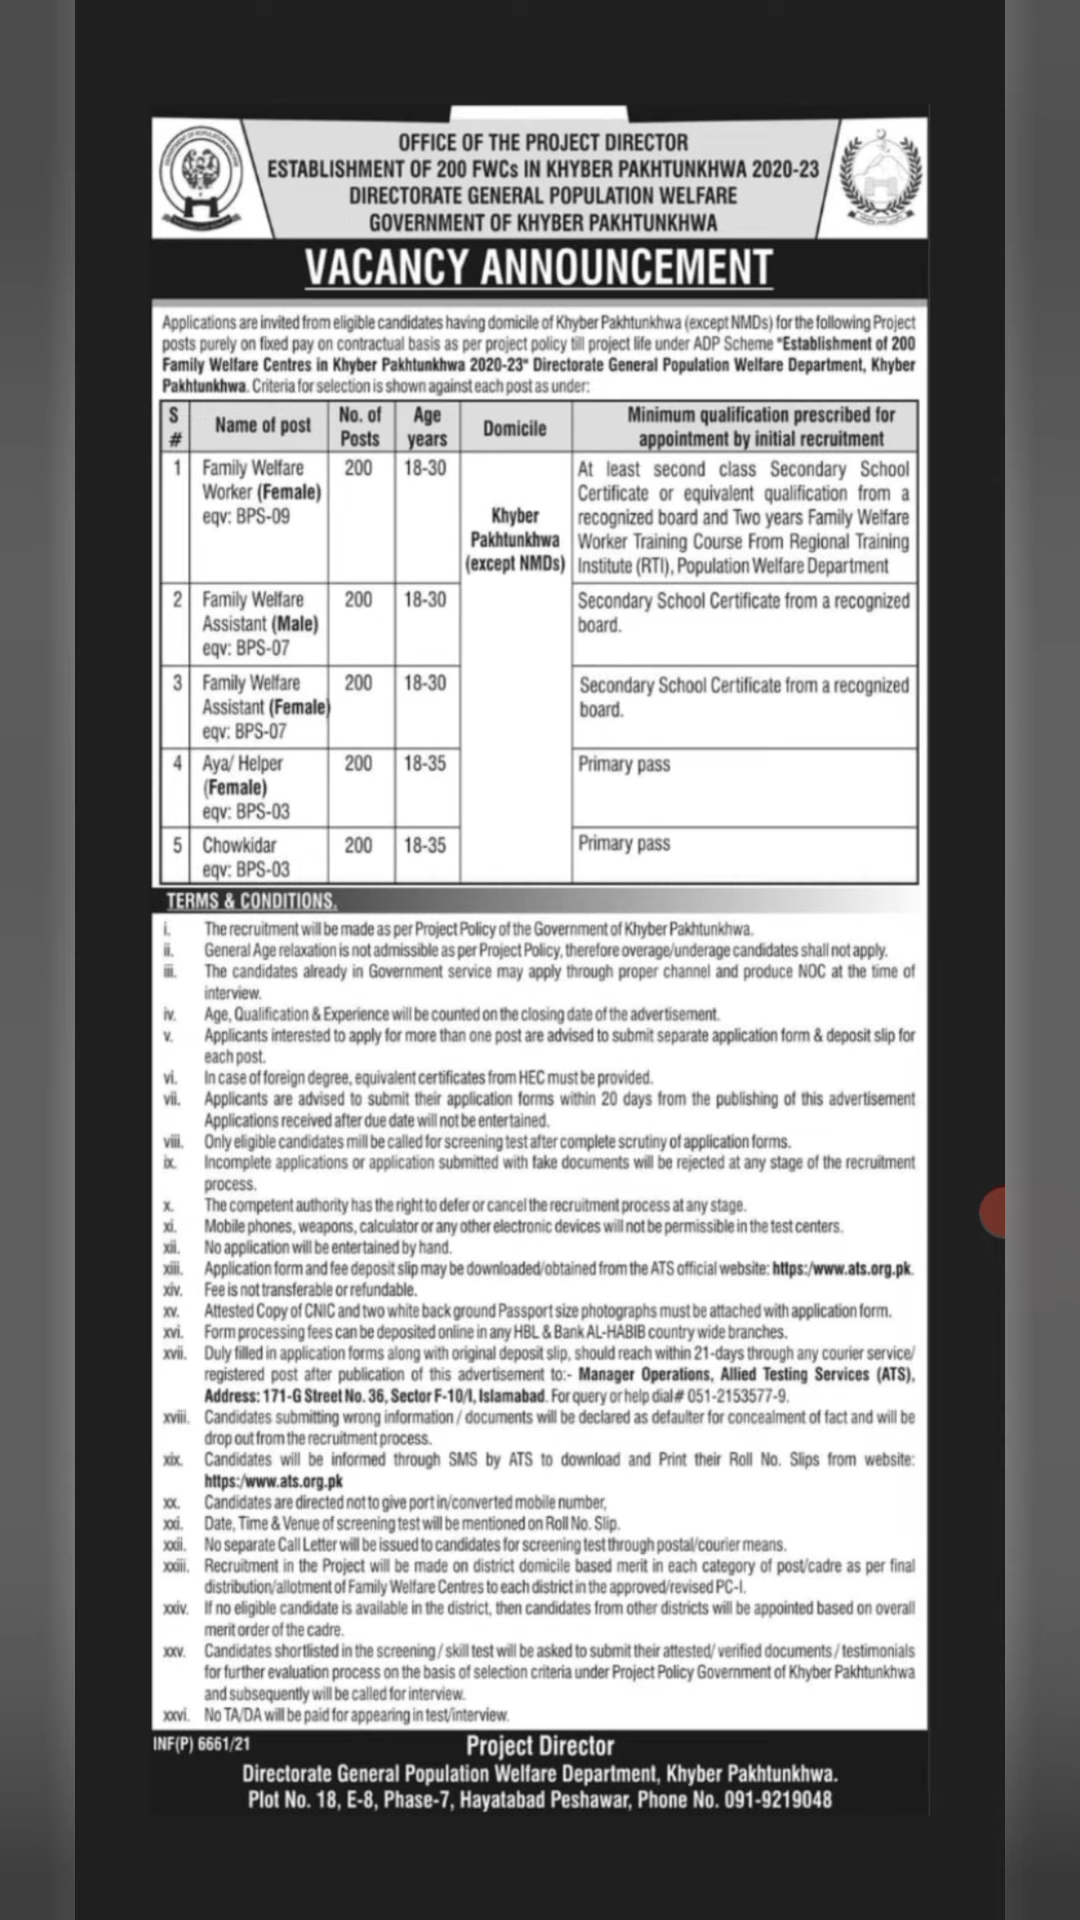 OFFICE OF THE PROJECT DIRECTOR
ESTABLISHMENT OF 200 FWCs IN KHYBER PAKHTUNKHWA 2020-23
DIRECTORATE GENERAL POPULATION WELFARE
GOVERNMENT OF KHYBER PAKHTUNKHWA
VACANCY ANNOUNCEMENT
Applications are invited from eligible candidates having domicile of Khyber Pakhtunkhwa (except NMDs) for the following Project
posts purely on fixed pay on contractual basis as per project policy till project life under ADP Scheme "Establishment of 200
Family Welfare Centres in Khyber Pakhtunkhwa 2020-23" Directorate General Population Welfare Department, Khyber
Pakhtunkhwa. Criteria for selection is shown against each post as under:
S # Name of post No. of Posts Age years Domicile Minimum qualification prescribed for
appointment by initial recruitment
1 Family Welfare 200 18-30 At least second class Secondary School
Worker (Female) Certificate or equivalent qualification from a
eqv: BPS-09 Khyber recognized board and Two years Family Welfare
Pakhtunkhwa Worker Training Course From Regional Training
(except NMDs) Institute (RTI), Population Welfare Department
2 Family Welfare 200 18-30 Secondary School Certificate from a recognized
Assistant (Male) board.
eqv: BPS-07
3 Family Welfare 200 18-30 Secondary School Certificate from a recognized
Assistant (Female) board.
eqv: BPS-07
4 Aya/ Helper 200 18-35 Primary pass
(Female)
eqv: BPS-03
5 Chowkidar 200 18-35 Primary pass
eqv: BPS-03
TERMS & CONDITIONS.
i. The recruitment will be made as per Project Policy of the Government of Khyber Pakhtunkhwa.
ii. General Age relaxation is not admissible as per Project Policy, therefore overage/underage candidates shall not apply.
iii. The candidates already in Government service may apply through proper channel and produce NOC at the time of
interview.
iv. Age, Qualification & Experience will be counted on the closing date of the advertisement.
v. Applicants interested to apply for more than one post are advised to submit separate application form & deposit slip for
each post.
vi. In case of foreign degree, equivalent certificates from HEC must be provided.
vii. Applicants are advised to submit their application forms within 20 days from the publishing of this advertisement
Applications received after due date will not be entertained.
viii. Only eligible candidates mill be called for screening test after complete scrutiny of application forms.
ix. Incomplete applications or application submitted with fake documents will be rejected at any stage of the recruitment
process.
x. The competent authority has the right to defer or cancel the recruitment process at any stage.
xi. Mobile phones, weapons, calculator or any other electronic devices will not be permissible in the test centers.
xii. No application will be entertained by hand.
xiii. Application form and fee deposit slip may be downloaded/obtained from the ATS official website: https:/www.ats.org.pk.
xiv. Fee is not transferable or refundable.
xv. Attested Copy of CNIC and two white back ground Passport size photographs must be attached with application form.
xvi. Form processing fees can be deposited online in any HBL & Bank AL-HABIB country wide branches.
xvii. Duly filled in application forms along with original deposit slip, should reach within 21-days through any courier service/
registered post after publication of this advertisement to:- Manager Operations, Allied Testing Services (ATS),
Address: 171-G Street No. 36, Sector F-10/I, Islamabad. For query or help dial# 051-2153577-9.
xviii. Candidates submitting wrong information / documents will be declared as defaulter for concealment of fact and will be
drop out from the recruitment process.
xix. Candidates will be informed through SMS by ATS to download and Print their Roll No. Slips from website:
https:/www.ats.org.pk
xx. Candidates are directed not to give port in/converted mobile number,
xxi. Date, Time & Venue of screening test will be mentioned on Roll No. Slip.
xxii. No separate Call Letter will be issued to candidates for screening test through postal/courier means.
xxiii. Recruitment in the Project will be made on district domicile based merit in each category of post/cadre as per final
distribution/allotment of Family Welfare Centres to each district in the approved/revised PC-I.
xxiv. If no eligible candidate is available in the district, then candidates from other districts will be appointed based on overall
merit order of the cadre.
xxv. Candidates shortlisted in the screening / skill test will be asked to submit their attested/ verified documents / testimonials
for further evaluation process on the basis of selection criteria under Project Policy Government of Khyber Pakhtunkhwa
and subsequently will be called for interview.
xxvi. No TA/DA will be paid for appearing in test/interview.
INF(P) 6661/21
Project Director
Directorate General Population Welfare Department, Khyber Pakhtunkhwa.
Plot No. 18, E-8, Phase-7, Hayatabad Peshawar, Phone No. 091-9219048